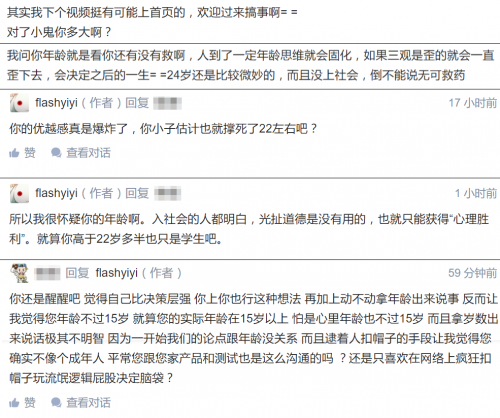 其实我下个视频挺有可能上首页的，欢迎过来搞事啊= =
对了小鬼你多大啊？
我问你年龄就是看你还有没有救啊，人到了一定年龄思维就会固化，如果三观是歪的就会一直
歪下去，会决定之后的一生= =24岁还是比较微妙的，而且没上社会，倒不能说无可救药
flashyiyi（作者）回复 17 小时前
你的优越感真是爆炸了，你小子估计也就撑死了22左右吧？
赞 查看对话
flashyiyi（作者）回复 1 小时前
所以我很怀疑你的年龄啊。入社会的人都明白，光扯道德是没有用的，也就只能获得“心理胜
利”。就算你高于22岁多半也只是学生吧。
回复 flashyiyi（作者） 59 分钟前
你还是醒醒吧 觉得自己比决策层强 你上你也行这种想法 再加上动不动拿年龄出来说事 反而让
我觉得您年龄不过15岁 就算您的实际年龄在15岁以上 怕是心里年龄也不过15岁 而且拿岁数出
来说话极其不明智 因为一开始我们的论点跟年龄没关系 而且逮着人扣帽子的手段让我觉得您
确实不像个成年人 平常您跟您家产品和测试也是这么沟通的吗 ？还是只喜欢在网络上疯狂扣
帽子玩流氓逻辑屁股决定脑袋？
赞 查看对话